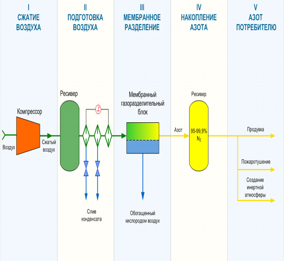 I
СЖАТИЕ
ВОЗДУХА
II
ПОДГОТОВКА
ВОЗДУХА
III
МЕМБРАННОЕ
РАЗДЕЛЕНИЕ
IV
НАКОПЛЕНИЕ
АЗОТА
V
АЗОТ
ПОТРЕБИТЕЛЮ
Компрессор
Воздух
Сжатый
воздух
Ресивер
Слив
конденсата
Мембранный
газоразделительный
блок
Обогащенный
кислородом воздух
Азот
Ресивер
95-99,9%
N₂
Продувка
Пожаротушение
Создание
инертной
атмосферы